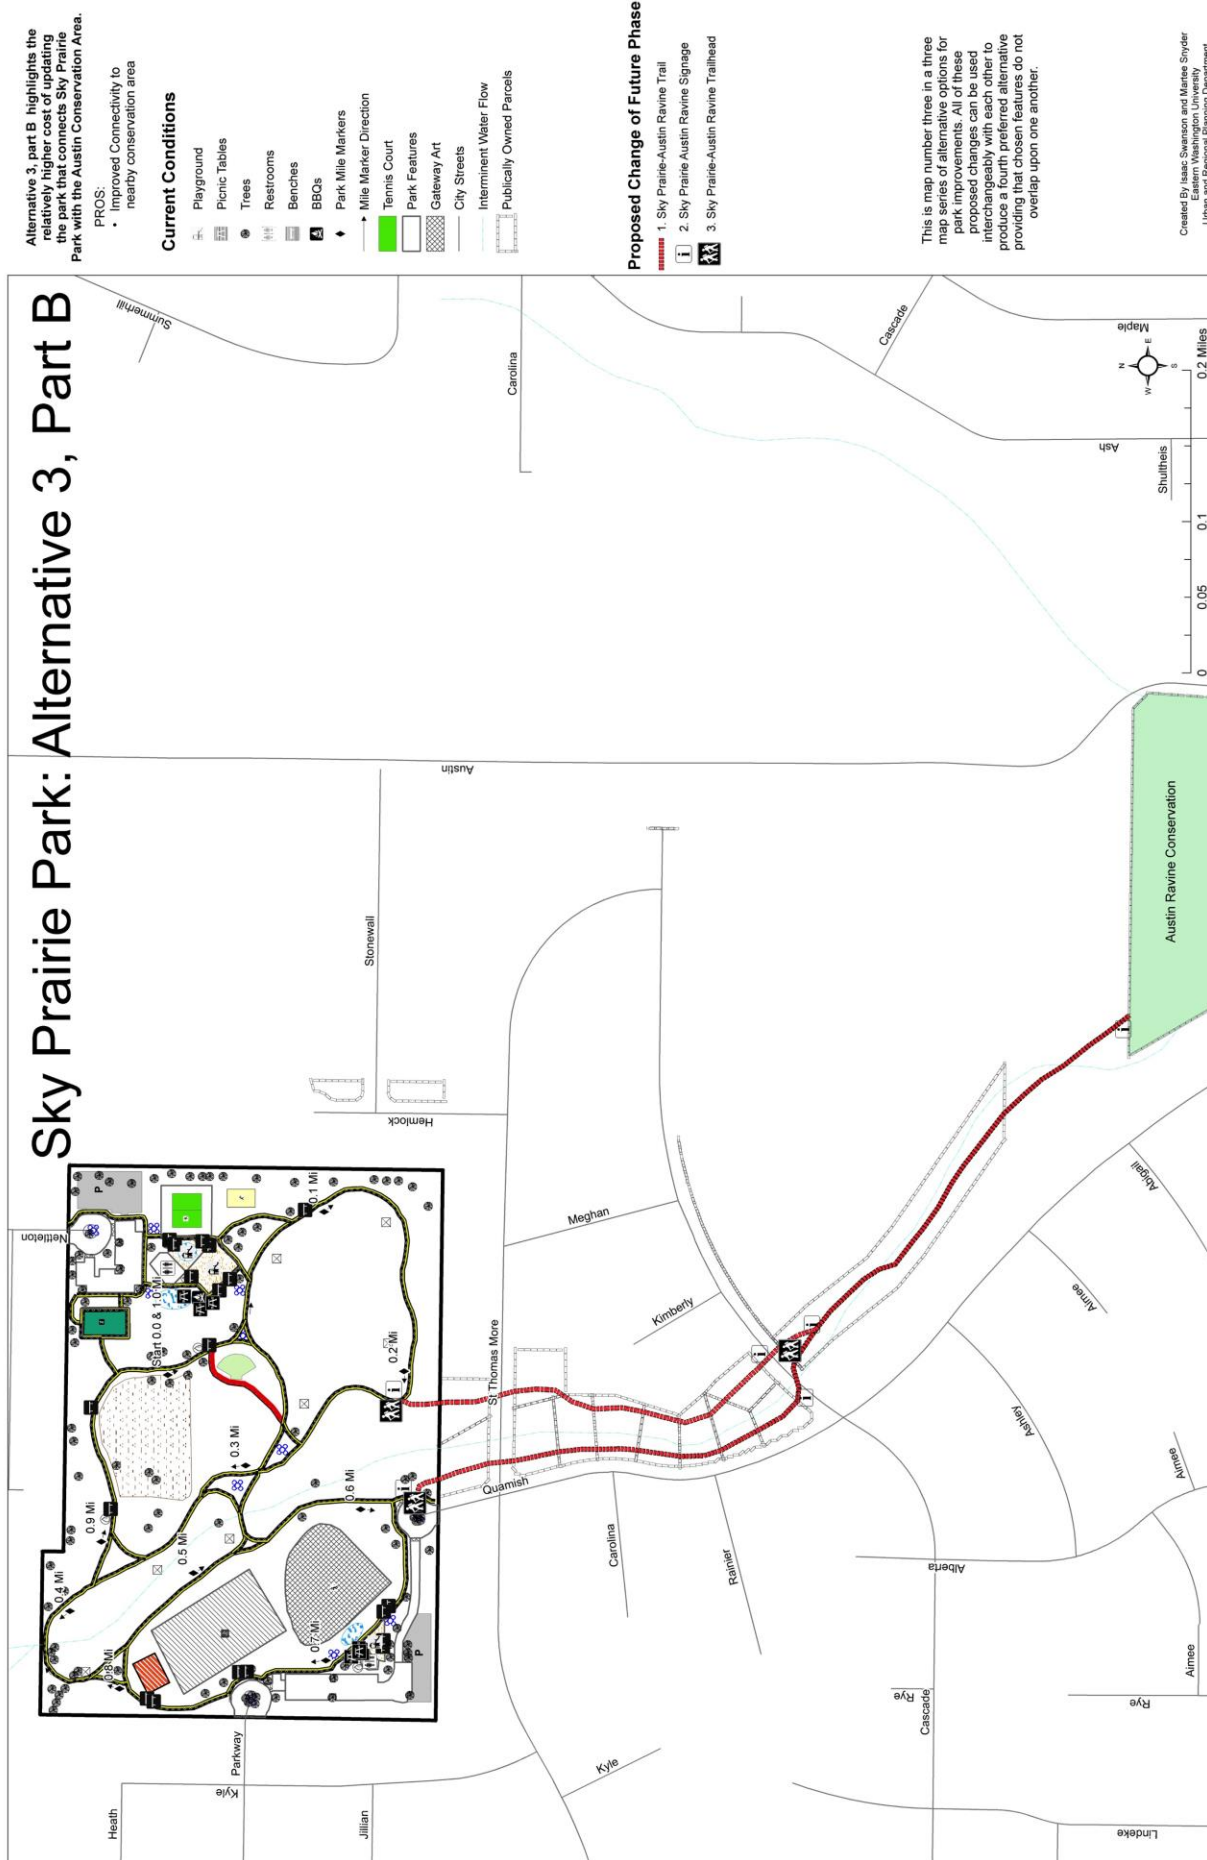 Sky Prairie Park: Alternative 3, Part B
Alternative 3, part B highlights the
relatively higher cost of updating
the park that connects Sky Prairie
Park with the Austin Conservation Area.
PROS:
• Improved Connectivity to
nearby conservation area
Current Conditions
Playground
Picnic Tables
Trees
Restrooms
Benches
BBQs
Park Mile Markers
Mile Marker Direction
Tennis Court
Park Features
Gateway Art
City Streets
Interminent Water Flow
Publically Owned Parcels
Proposed Change of Future Phase
1. Sky Prairie-Austin Ravine Trail
2. Sky Prairie Austin Ravine Signage
3. Sky Prairie-Austin Ravine Trailhead
This is map number three in a three
map series of alternative options for
park improvements. All of these
proposed changes can be used
interchangeably with each other to
produce a fourth preferred alternative
providing that chosen features do not
overlap upon one another.
Created By Isaac Swanson and Martee Snyder
Eastern Washington University
Urban and Regional Planning Department
Summerhill
Carolina
Cascade
Maple
Ash
Shultheis
N
W
E
S
0
0.05
0.1
0.2 Miles
Austin
Stonewall
Hemlock
Nettleton
P
Start 0.0 & 1.0 Mi
0.1 Mi
0.2 Mi
0.3 Mi
0.4 Mi
0.5 Mi
0.6 Mi
0.7 Mi
0.8 Mi
0.9 Mi
P
St Thomas More
Meghan
Kimberly
Quamish
Carolina
Rainier
Austin Ravine Conservation
Abigail
Aimee
Ashley
Alberta
Aimee
Aimee
Rye
Rye
Cascade
Lindeke
Kyle
Kyle
Parkway
Heath
Jillian